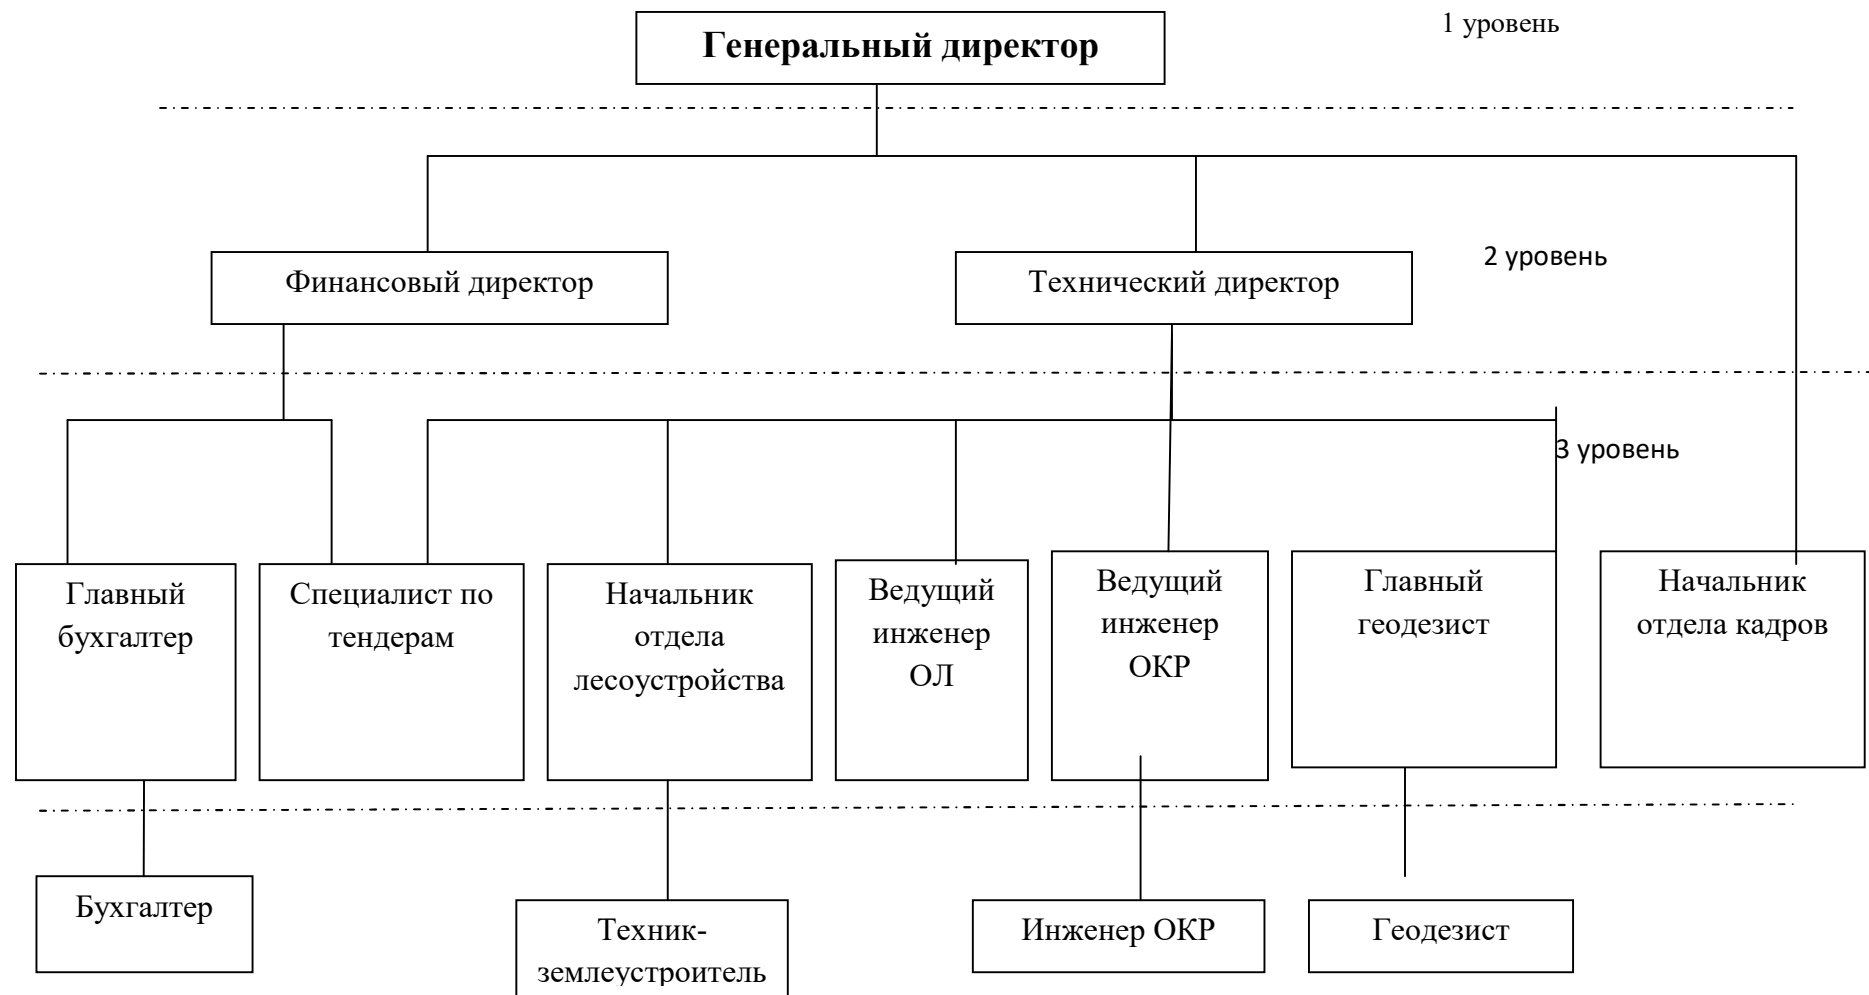 Генеральный директор
1 уровень
Финансовый директор
Технический директор
2 уровень
3 уровень
Главный
бухгалтер
Специалист по
тендерам
Начальник
отдела
лесоустройства
Ведущий
инженер
ОЛ
Ведущий
инженер
ОКР
Главный
геодезист
Начальник
отдела кадров
Бухгалтер
Техник-
землеустроитель
Инженер ОКР
Геодезист